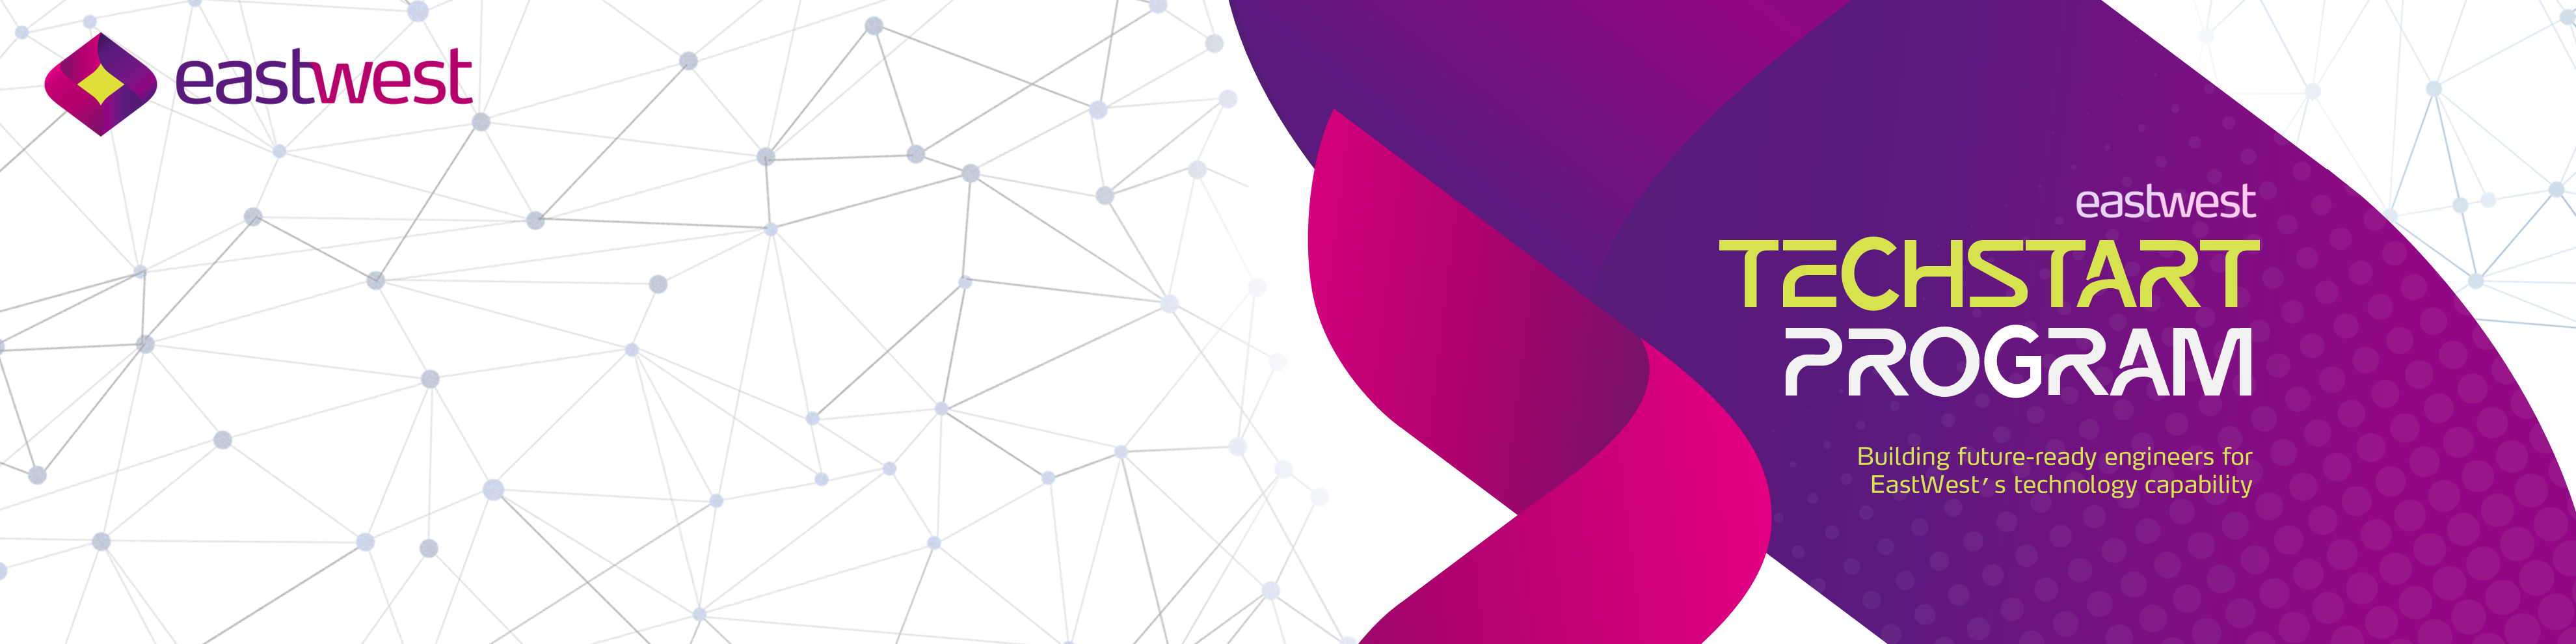 eastwest
eastwest
TECHSTART
PROGRAM
Building future-ready engineers for
EastWest's technology capability